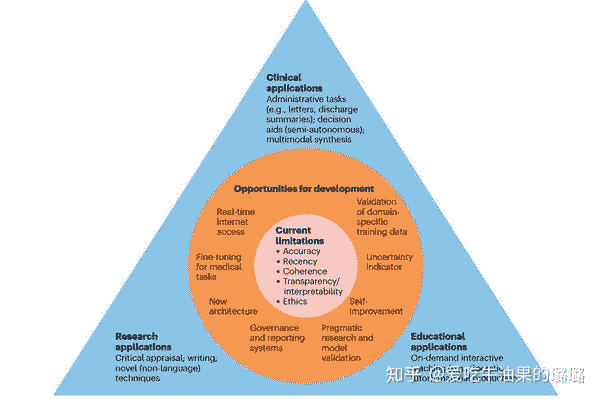 Clinical
applications
Administrative tasks
(e.g., letters, discharge
summaries); decision
aids (semi-autonomous);
multimodal synthesis
Opportunities for development
Real-time
internet
access
Validation
of domain-
specific
training data
Current
limitations
• Accuracy
• Recency
• Coherence
• Transparency/
interpretability
• Ethics
Fine-tuning
for medical
tasks
Uncertainty
indicator
New
architecture
Self-
improvement
Governance
and reporting
systems
Pragmatic
research and
model
validation
Research
applications
Critical appraisal; writing;
novel (non-language)
techniques
Educational
applications
On-demand interactive
知乎 @爱吃牛油果的璐璐